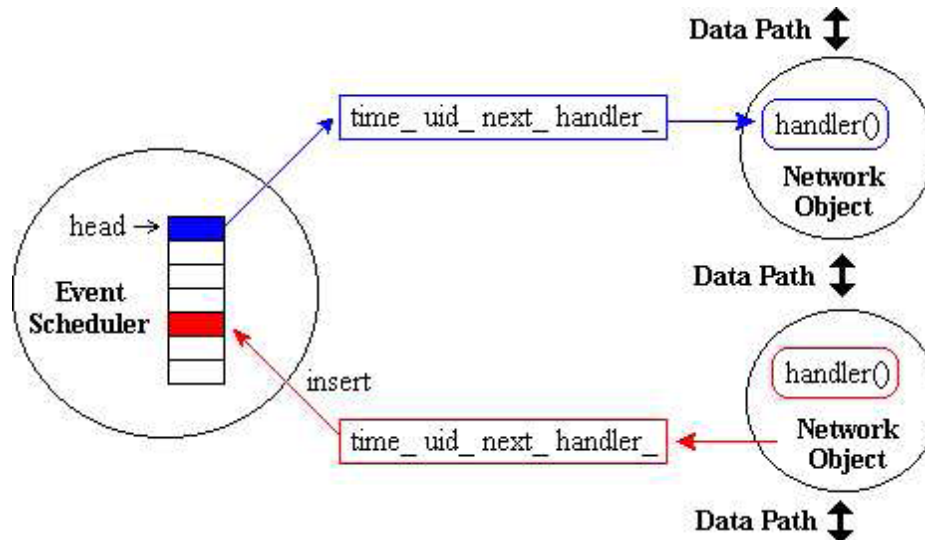 Data Path
time_ uid_ next_ handler_
handler()
Network
Object
head
Event
Scheduler
Data Path
insert
handler()
time_ uid_ next_ handler_
Network
Object
Data Path